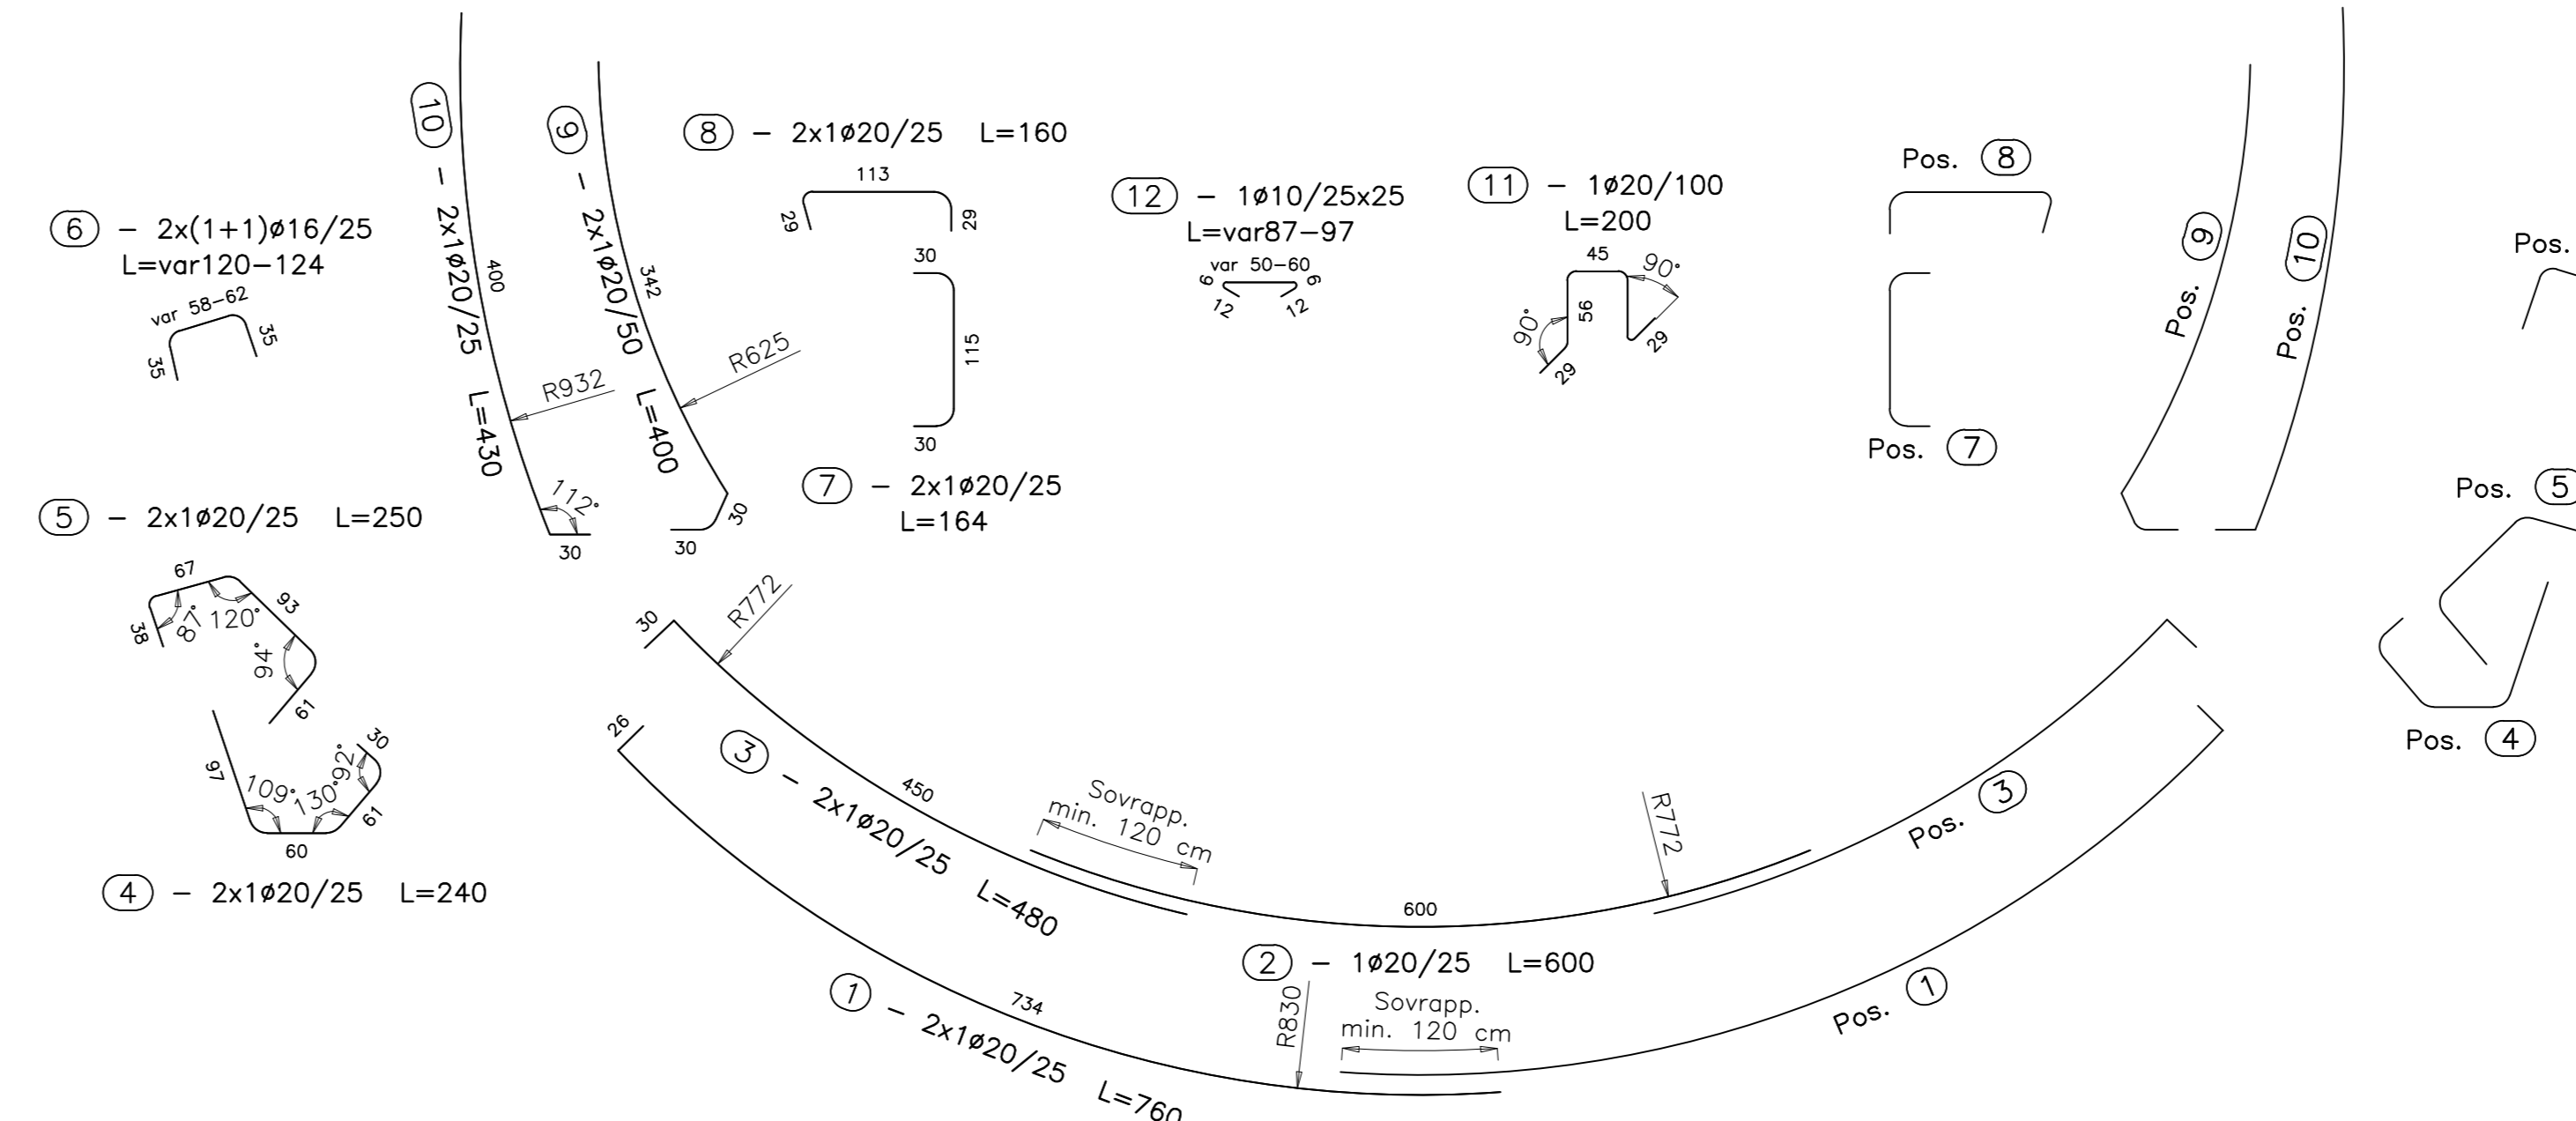 10 - 2x1ø20/25 L=430
400
R932
112°
30
9 - 2x1ø20/50 L=400
342
R625
30
30
8 - 2x1ø20/25 L=160
113
29
29
30
115
30
7 - 2x1ø20/25
L=164
12 - 1ø10/25x25
L=var87-97
var 50-60
6
6
12
12
11 - 1ø20/100
L=200
45
90°
56
90°
29
29
Pos. 8
Pos. 7
Pos. 9
Pos. 10
Pos.
Pos. 5
Pos. 4
6 - 2x(1+1)ø16/25
L=var120-124
var 58-62
35
35
5 - 2x1ø20/25 L=250
67
93
38
87°
120°
94°
61
97
109°
130°
92°
30
61
60
4 - 2x1ø20/25 L=240
30
R772
26
3 - 2x1ø20/25 L=480
450
Sovrapp.
min. 120 cm
R772
600
2 - 1ø20/25 L=600
Pos. 3
1 - 2x1ø20/25 L=760
734
R830
Sovrapp.
min. 120 cm
Pos. 1